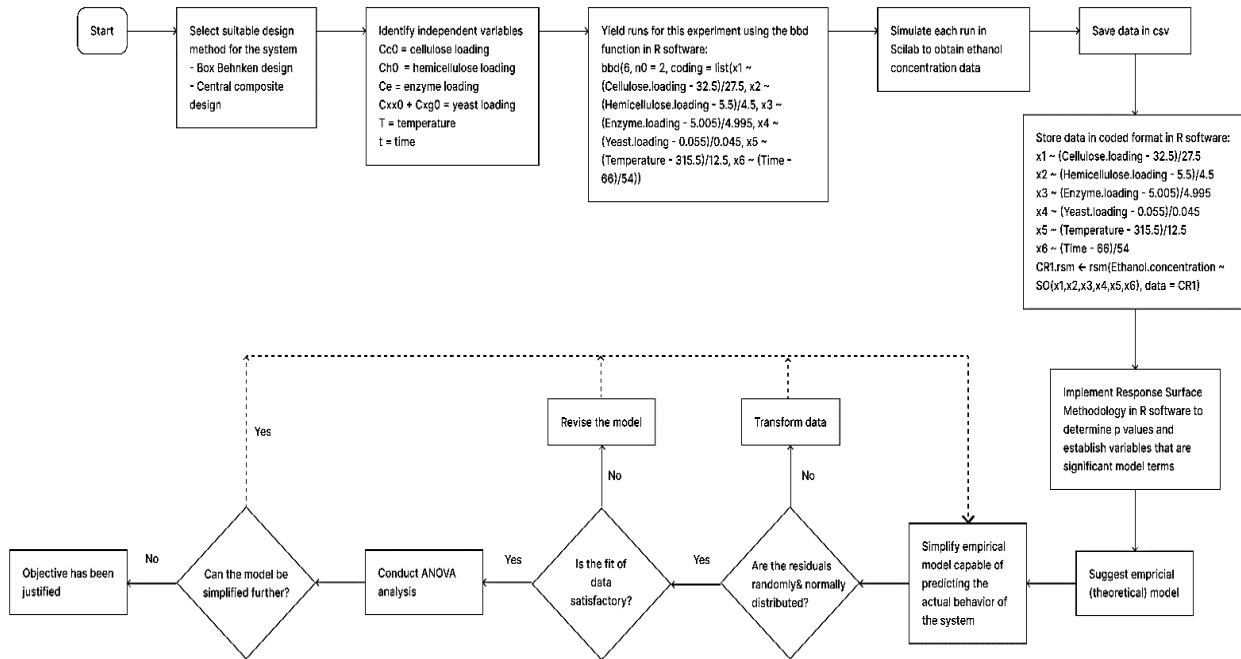 Start
Select suitable design
method for the system
- Box Behnken design
- Central composite
design
Identify independent variables
Cc0 = cellulose loading
Ch0 = hemicellulose loading
Ce = enzyme loading
Cxx0 + Cxg0 = yeast loading
T = temperature
t = time
Yield runs for this experiment using the bbd
function in R software:
bbd(6, n0 = 2, coding = list(x1 ~
(Cellulose.loading - 32.5)/27.5, x2 ~
(Hemicellulose.loading - 5.5)/4.5, x3 ~
(Enzyme.loading - 5.005)/4.995, x4 ~
(Yeast.loading - 0.055)/0.045, x5 ~
(Temperature - 315.5)/12.5, x6 ~ (Time -
66)/54))
Simulate each run in
Scilab to obtain ethanol
concentration data
Save data in csv
Store data in coded format in R software:
x1 ~ (Cellulose.loading - 32.5)/27.5
x2 ~ (Hemicellulose.loading - 5.5)/4.5
x3 ~ (Enzyme.loading - 5.005)/4.995
x4 ~ (Yeast.loading - 0.055)/0.045
x5 ~ (Temperature - 315.5)/12.5
x6 ~ (Time - 66)/54
CR1.rsm ← rsm(Ethanol.concentration ~
SO(x1,x2,x3,x4,x5,x6), data = CR1)
Implement Response Surface
Methodology in R software to
determine p values and
establish variables that are
significant model terms
Suggest empricial
(theoretical) model
Simplify empirical
model capable of
predicting the
actual behavior of
the system
Are the residuals
randomly& normally
distributed?
No
Transform data
Yes
Is the fit of
data
satisfactory?
No
Revise the model
Yes
Conduct ANOVA
analysis
Can the model be
simplified further?
Yes
No
Objective has been
justified